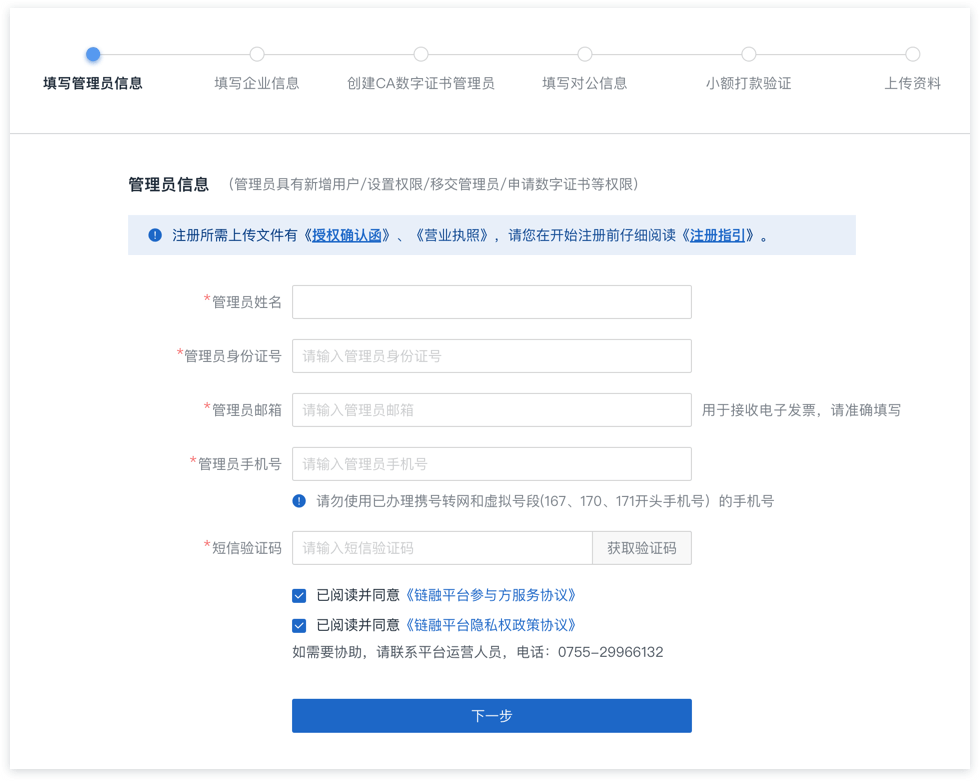 填写管理员信息 填写企业信息 创建CA数字证书管理员 填写对公信息 小额打款验证 上传资料
管理员信息 （管理员具有新增用户/设置权限/移交管理员/申请数字证书等权限）
注册所需上传文件有《授权确认函》、《营业执照》，请您在开始注册前仔细阅读《注册指引》。
*管理员姓名
*管理员身份证号 请输入管理员身份证号
*管理员邮箱 请输入管理员邮箱 用于接收电子发票，请准确填写
*管理员手机号 请输入管理员手机号
请勿使用已办理携号转网和虚拟号段(167、170、171开头手机号）的手机号
*短信验证码 请输入短信验证码 获取验证码
已阅读并同意《链融平台参与方服务协议》
已阅读并同意《链融平台隐私权政策协议》
如需要协助，请联系平台运营人员，电话：0755-29966132
下一步